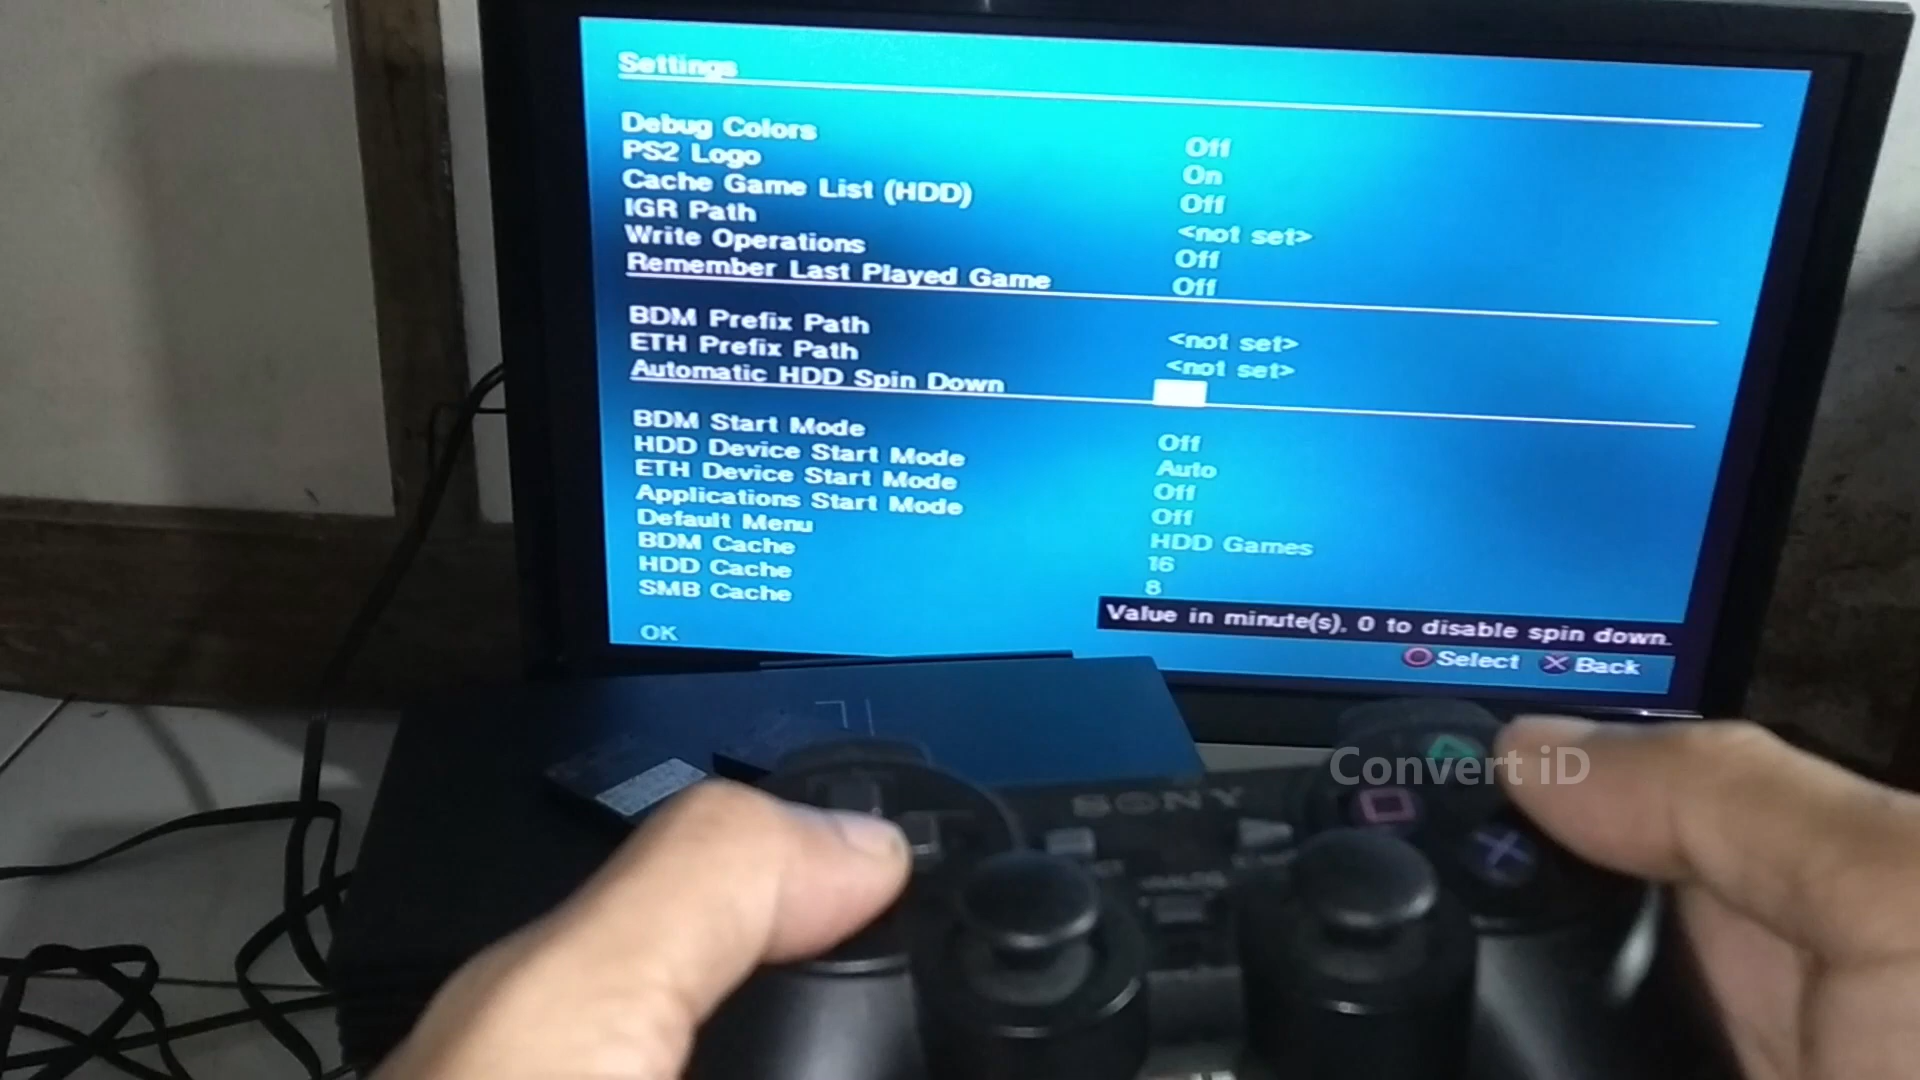 Settings
Debug Colors Off
PS2 Logo On
Cache Game List (HDD) Off
IGR Path <not set>
Write Operations Off
Remember Last Played Game Off
BDM Prefix Path <not set>
ETH Prefix Path <not set>
Automatic HDD Spin Down
BDM Start Mode Off
HDD Device Start Mode Auto
ETH Device Start Mode Off
Applications Start Mode Off
Default Menu HDD Games
BDM Cache 16
HDD Cache 8
SMB Cache
Value in minute(s), 0 to disable spin down.
OK
Select Back
Convert iD
SONY